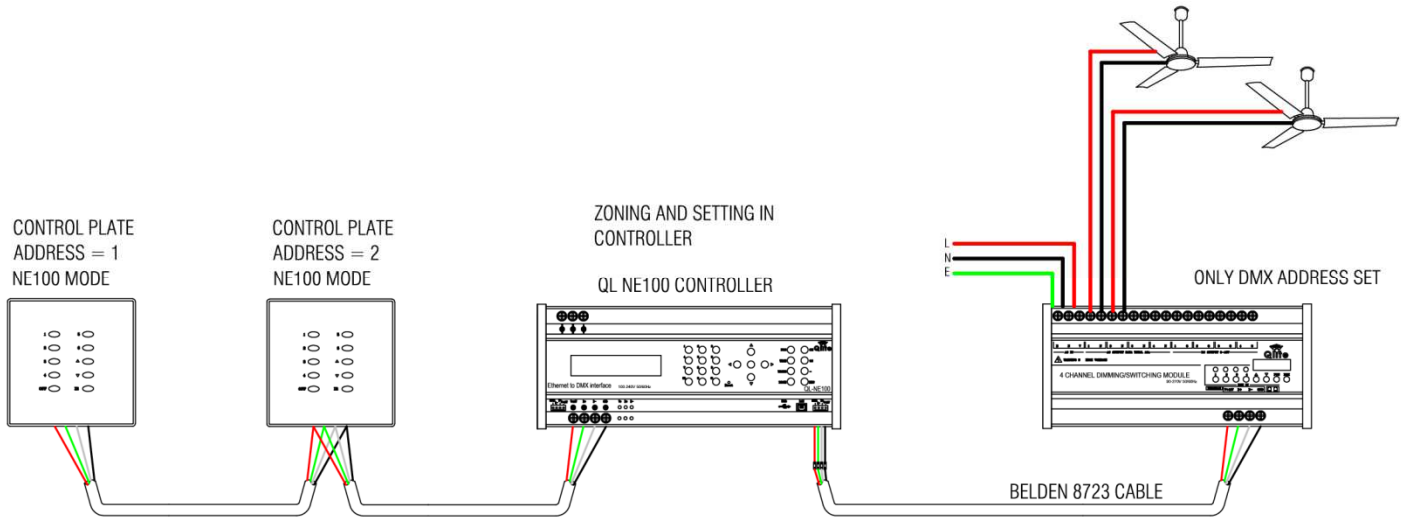 CONTROL PLATE
ADDRESS = 1
NE100 MODE
CONTROL PLATE
ADDRESS = 2
NE100 MODE
ZONING AND SETTING IN
CONTROLLER
QL NE100 CONTROLLER
Ethernet to DMX interface
QL-NE100
L
N
E
ONLY DMX ADDRESS SET
4 CHANNEL DIMMING/SWITCHING MODULE
BELDEN 8723 CABLE